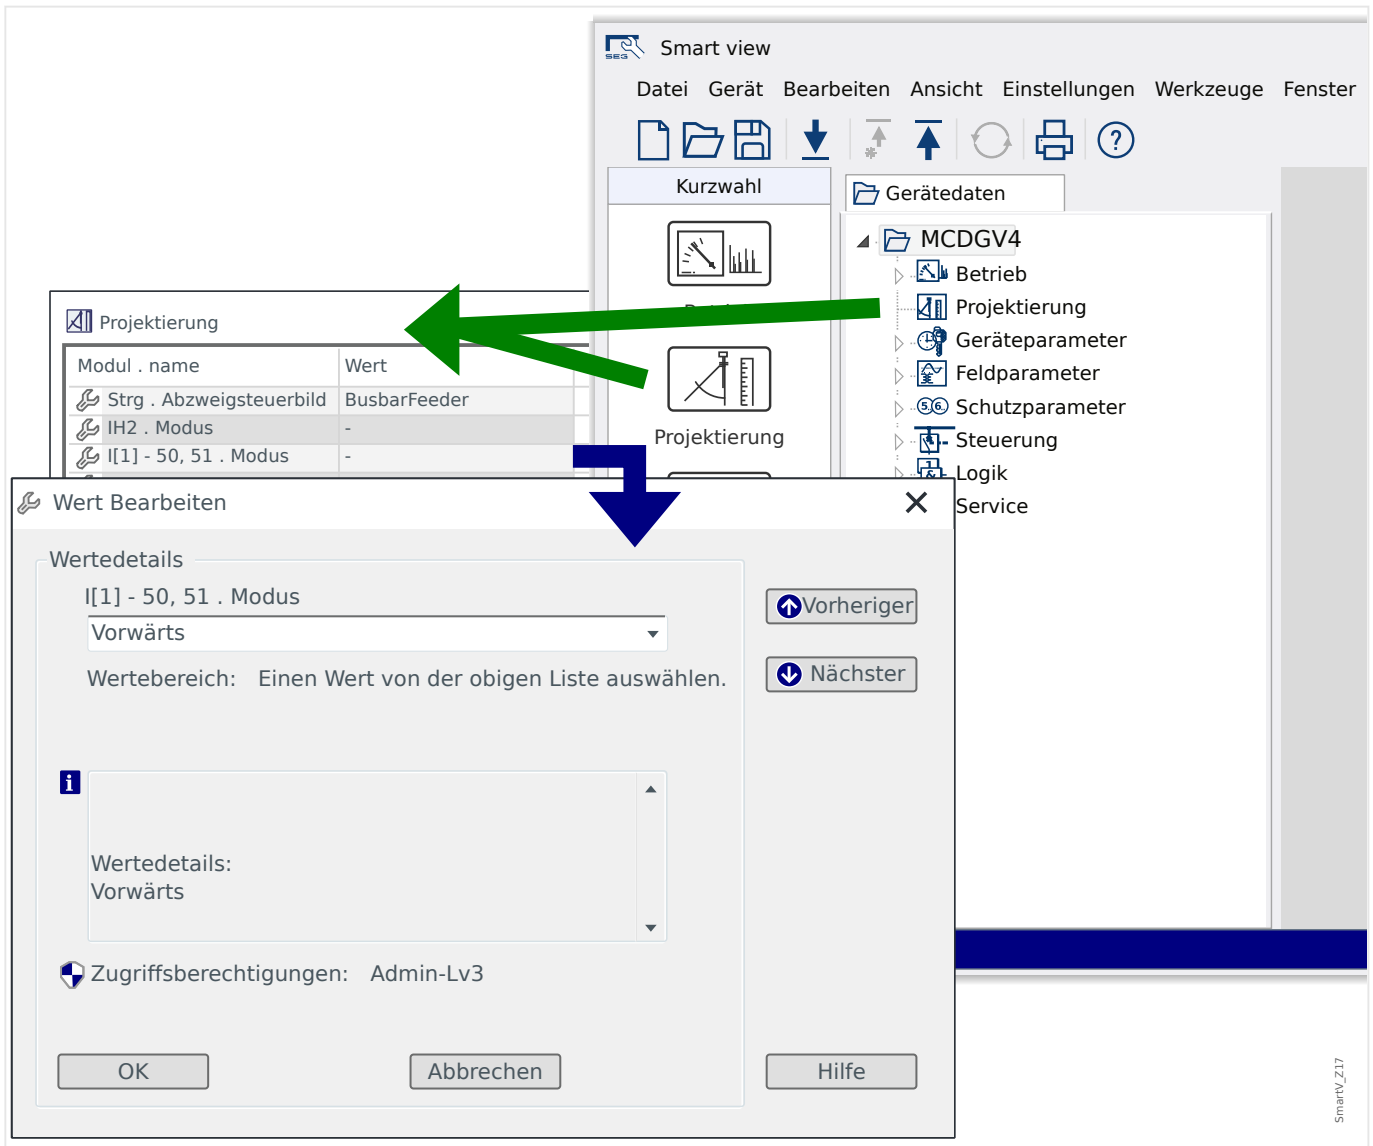 SEG
Smart view
Datei Gerät Bearbeiten Ansicht Einstellungen Werkzeuge Fenster
Kurzwahl
Gerätedaten
MCDGV4
Betrieb
Projektierung
Geräteparameter
Feldparameter
Schutzparameter
Steuerung
Logik
Service
Projektierung
Projektierung
Modul . name Wert
Strg . Abzweigsteuerbild BusbarFeeder
IH2 . Modus -
I[1] - 50, 51 . Modus -
Wert Bearbeiten
Wertedetails
I[1] - 50, 51 . Modus
Vorwärts
Wertebereich: Einen Wert von der obigen Liste auswählen.
Vorheriger
Nächster
Wertedetails:
Vorwärts
Zugriffsberechtigungen: Admin-Lv3
OK Abbrechen Hilfe
SmartV_Z17